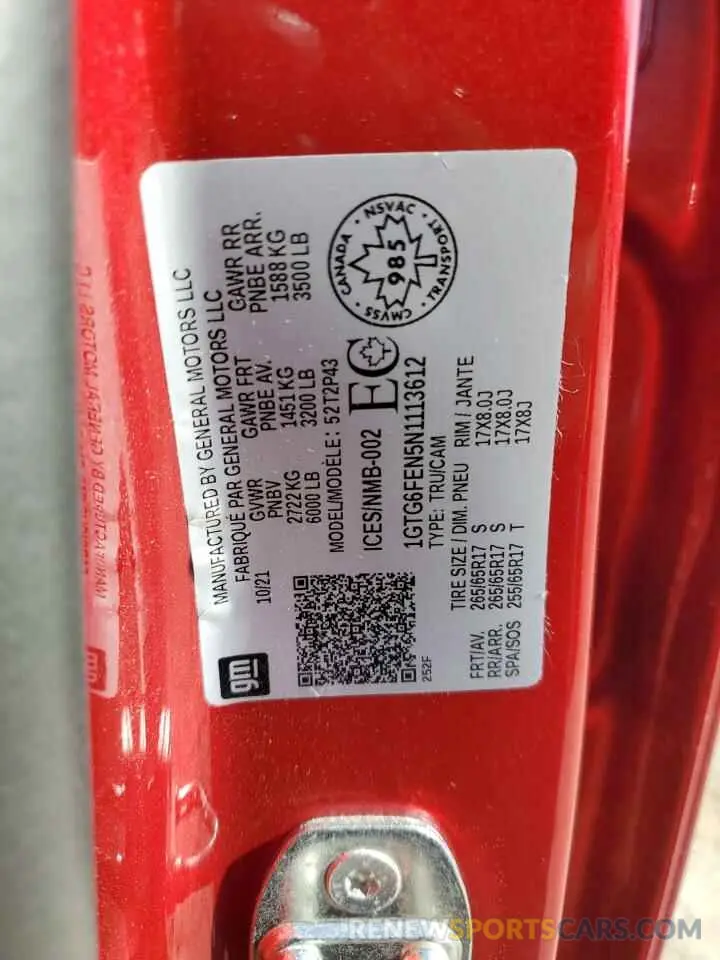 MANUFACTURED BY GENERAL MOTORS LLC
FABRIQUÉ PAR GENERAL MOTORS LLC
10/21
GVWR GAWR FRT GAWR RR
PNBV PNBE AV. PNBE ARR.
2722 KG 1451 KG 1588 KG
6000 LB 3200 LB 3500 LB
MODEL/MODÈLE: 52T2P43
ICES/NMB-002 EC
CANADA · NSVAC · TRANSPORT · CMVSS ·
985
1GTG6FEN5N1113612
TYPE: TRU/CAM
TIRE SIZE / DIM. PNEU RIM / JANTE
FRT/AV. 265/65R17 S 17X8.0J
RR/ARR. 265/65R17 S 17X8.0J
SPA/SOS 255/65R17 T 17X8J
gm
252F
RENEWSPORTSCARS.COM